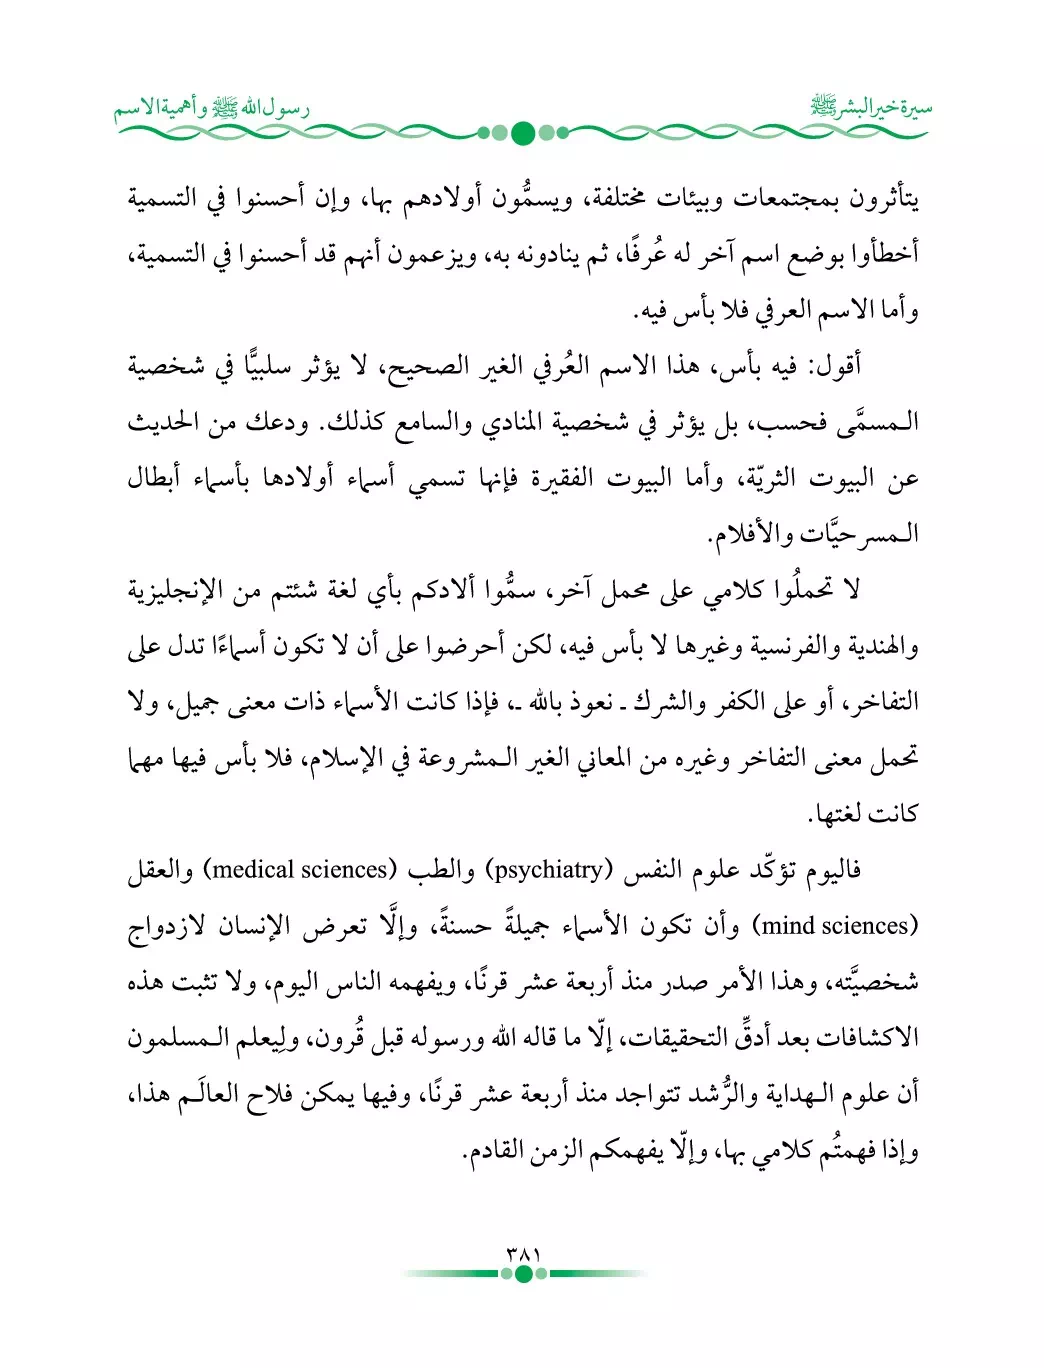 سيرة خير البشر ﷺ
رسول الله ﷺ وأهمية الاسم
يتأثرون بمجتمعات وبيئات مختلفة، ويسمُّون أولادهم بها، وإن أحسنوا في التسمية
أخطأوا بوضع اسم آخر له عُرفًا، ثم ينادونه به، ويزعمون أنهم قد أحسنوا في التسمية،
وأما الاسم العرفي فلا بأس فيه.
أقول: فيه بأس، هذا الاسم العُرفي الغير الصحيح، لا يؤثر سلبيًّا في شخصية
الـمسمَّى فحسب، بل يؤثر في شخصية المنادي والسامع كذلك. ودعك من الحديث
عن البيوت الثريّة، وأما البيوت الفقيرة فإنها تسمي أسماء أولادها بأسماء أبطال
الـمسرحيَّات والأفلام.
لا تحملُوا كلامي على محمل آخر، سمُّوا ألادكم بأي لغة شئتم من الإنجليزية
والهندية والفرنسية وغيرها لا بأس فيه، لكن أحرضوا على أن لا تكون أسماءًا تدل على
التفاخر، أو على الكفر والشرك ـ نعوذ بالله ـ، فإذا كانت الأسماء ذات معنى جميل، ولا
تحمل معنى التفاخر وغيره من المعاني الغير الـمشروعة في الإسلام، فلا بأس فيها مهما
كانت لغتها.
فاليوم تؤكّد علوم النفس (psychiatry) والطب (medical sciences) والعقل
(mind sciences) وأن تكون الأسماء جميلةً حسنةً، وإلَّا تعرض الإنسان لازدواج
شخصيَّته، وهذا الأمر صدر منذ أربعة عشر قرنًا، ويفهمه الناس اليوم، ولا تثبت هذه
الاكشافات بعد أدقِّ التحقيقات، إلّا ما قاله الله ورسوله قبل قُرون، ولِيعلم الـمسلمون
أن علوم الـهداية والرُّشد تتواجد منذ أربعة عشر قرنًا، وفيها يمكن فلاح العالَـم هذا،
وإذا فهمتُم كلامي بها، وإلّا يفهمكم الزمن القادم.
٣٨١